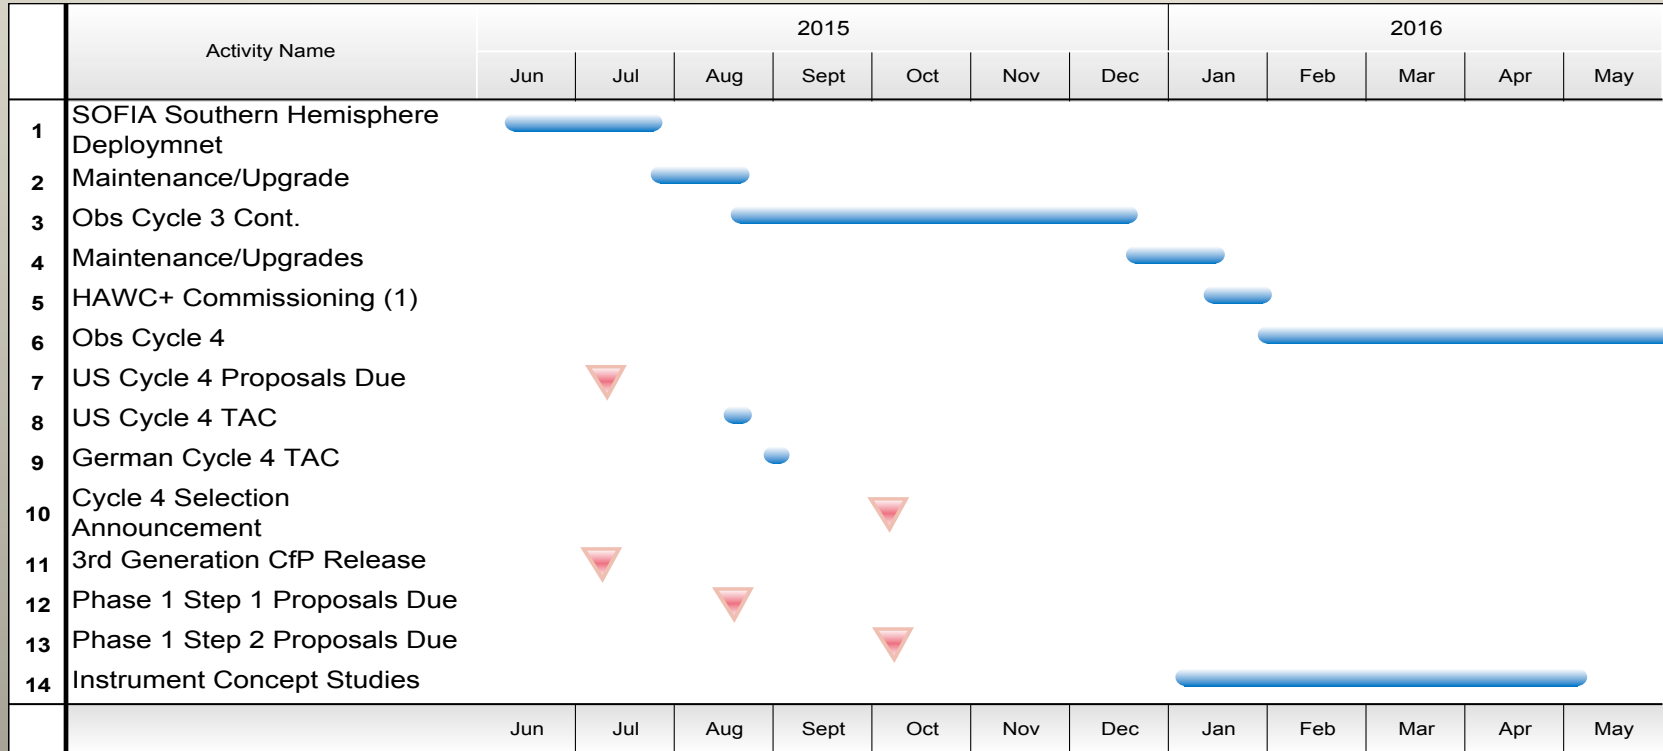 2015 2016
Activity Name
Jun Jul Aug Sept Oct Nov Dec Jan Feb Mar Apr May
1 SOFIA Southern Hemisphere
Deploymnet
2 Maintenance/Upgrade
3 Obs Cycle 3 Cont.
4 Maintenance/Upgrades
5 HAWC+ Commissioning (1)
6 Obs Cycle 4
7 US Cycle 4 Proposals Due
8 US Cycle 4 TAC
9 German Cycle 4 TAC
10 Cycle 4 Selection
Announcement
11 3rd Generation CfP Release
12 Phase 1 Step 1 Proposals Due
13 Phase 1 Step 2 Proposals Due
14 Instrument Concept Studies
Jun Jul Aug Sept Oct Nov Dec Jan Feb Mar Apr May